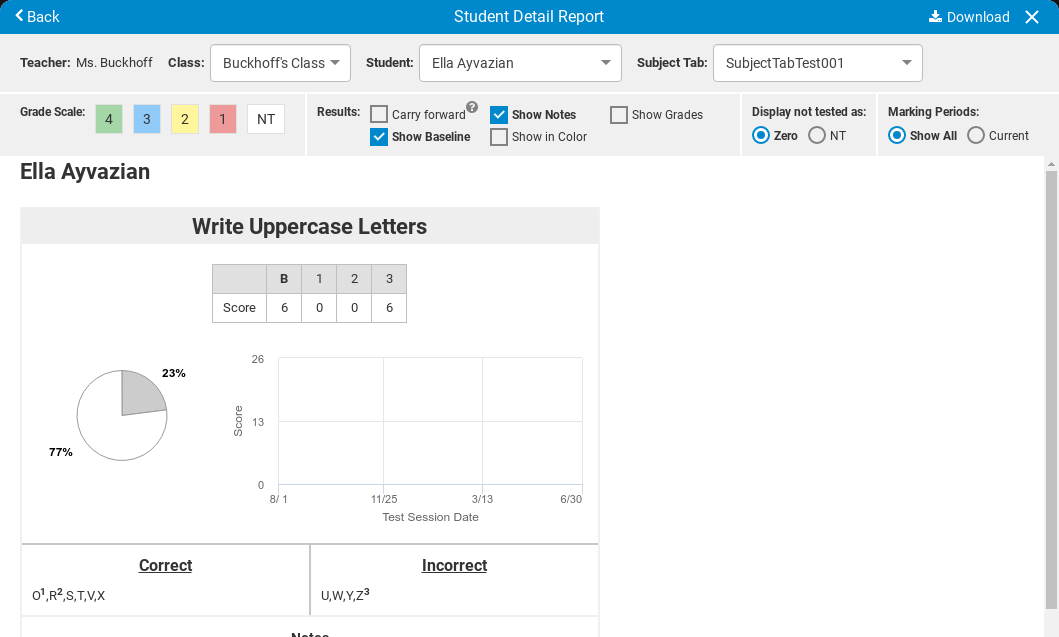 Back
Student Detail Report
Download
Teacher: Ms. Buckhoff
Class: Buckhoff's Class
Student: Ella Ayvazian
Subject Tab: SubjectTabTest001
Grade Scale: 4 3 2 1 NT
Results:
Carry forward ?
Show Notes
Show Grades
Show Baseline
Show in Color
Display not tested as:
Zero
NT
Marking Periods:
Show All
Current
Ella Ayvazian
Write Uppercase Letters
B 1 2 3
Score 6 0 0 6
23%
77%
26
13
0
Score
8/ 1 11/25 3/13 6/30
Test Session Date
Correct
O¹,R²,S,T,V,X
Incorrect
U,W,Y,Z³
Notes